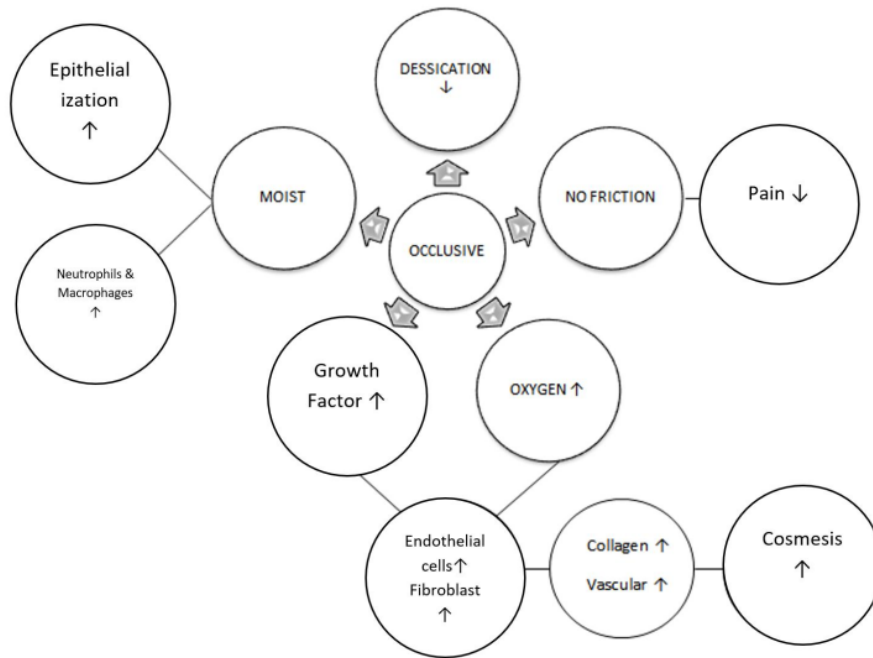 DESSICATION
↓
Epithelial
ization
↑
MOIST
NO FRICTION
Pain ↓
OCCLUSIVE
Neutrophils &
Macrophages
↑
Growth
Factor ↑
OXYGEN ↑
Endothelial
cells↑
Fibroblast
↑
Collagen ↑
Vascular ↑
Cosmesis
↑